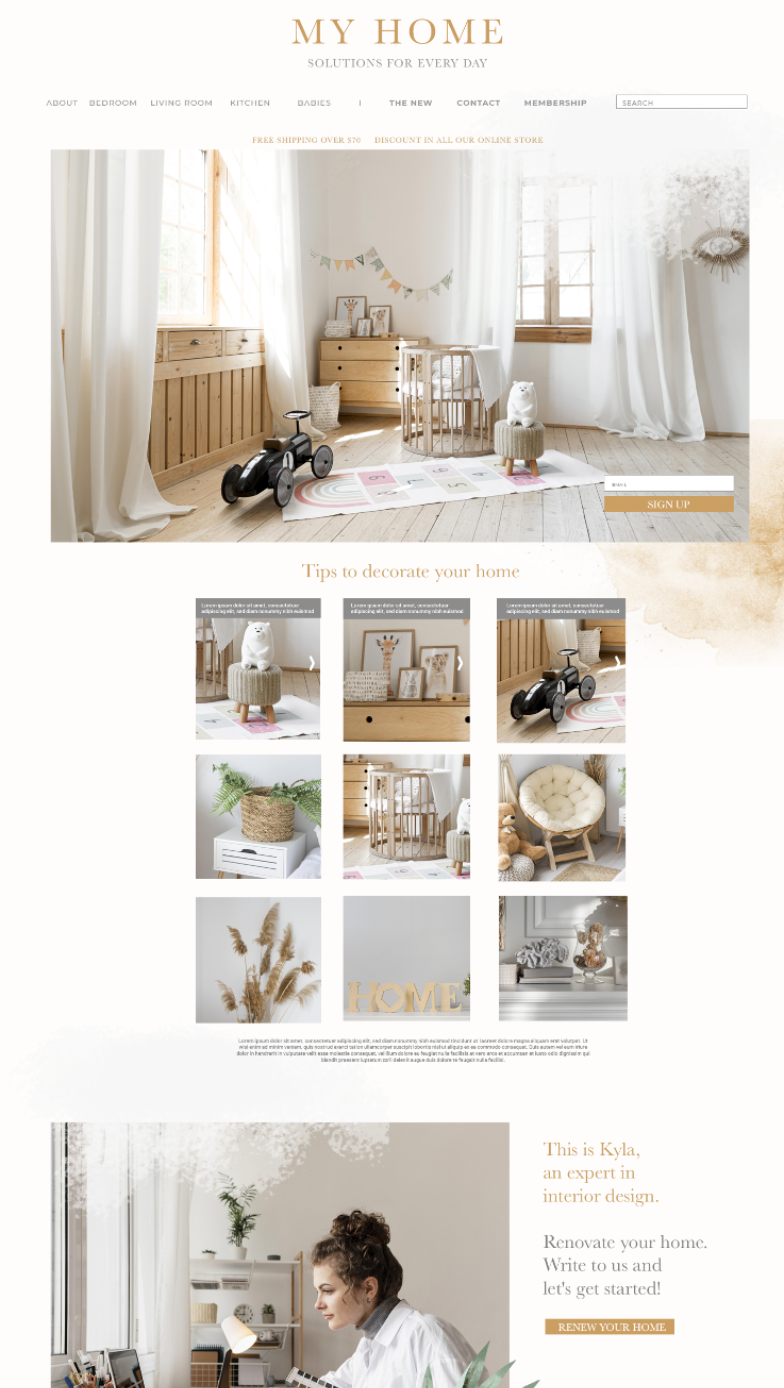 MY HOME
SOLUTIONS FOR EVERY DAY
ABOUT BEDROOM LIVING ROOM KITCHEN BABIES | THE NEW CONTACT MEMBERSHIP SEARCH
FREE SHIPPING OVER $70 DISCOUNT IN ALL OUR ONLINE STORE
SIGN UP
Tips to decorate your home
Lorem ipsum dolor sit amet, consectetuer
adipiscing elit, sed diam nonummy nibh euismod
Lorem ipsum dolor sit amet, consectetuer
adipiscing elit, sed diam nonummy nibh euismod
Lorem ipsum dolor sit amet, consectetuer
adipiscing elit, sed diam nonummy nibh euismod
HOME
Lorem ipsum dolor sit amet, consectetuer adipiscing elit, sed diam nonummy nibh euismod tincidunt ut laoreet dolore magna aliquam erat volutpat. Ut
wisi enim ad minim veniam, quis nostrud exerci tation ullamcorper suscipit lobortis nisl ut aliquip ex ea commodo consequat. Duis autem vel eum iriure
dolor in hendrerit in vulputate velit esse molestie consequat, vel illum dolore eu feugiat nulla facilisis at vero eros et accumsan et iusto odio dignissim qui
blandit praesent luptatum zzril delenit augue duis dolore te feugait nulla facilisi.
This is Kyla,
an expert in
interior design.
Renovate your home.
Write to us and
let's get started!
RENEW YOUR HOME